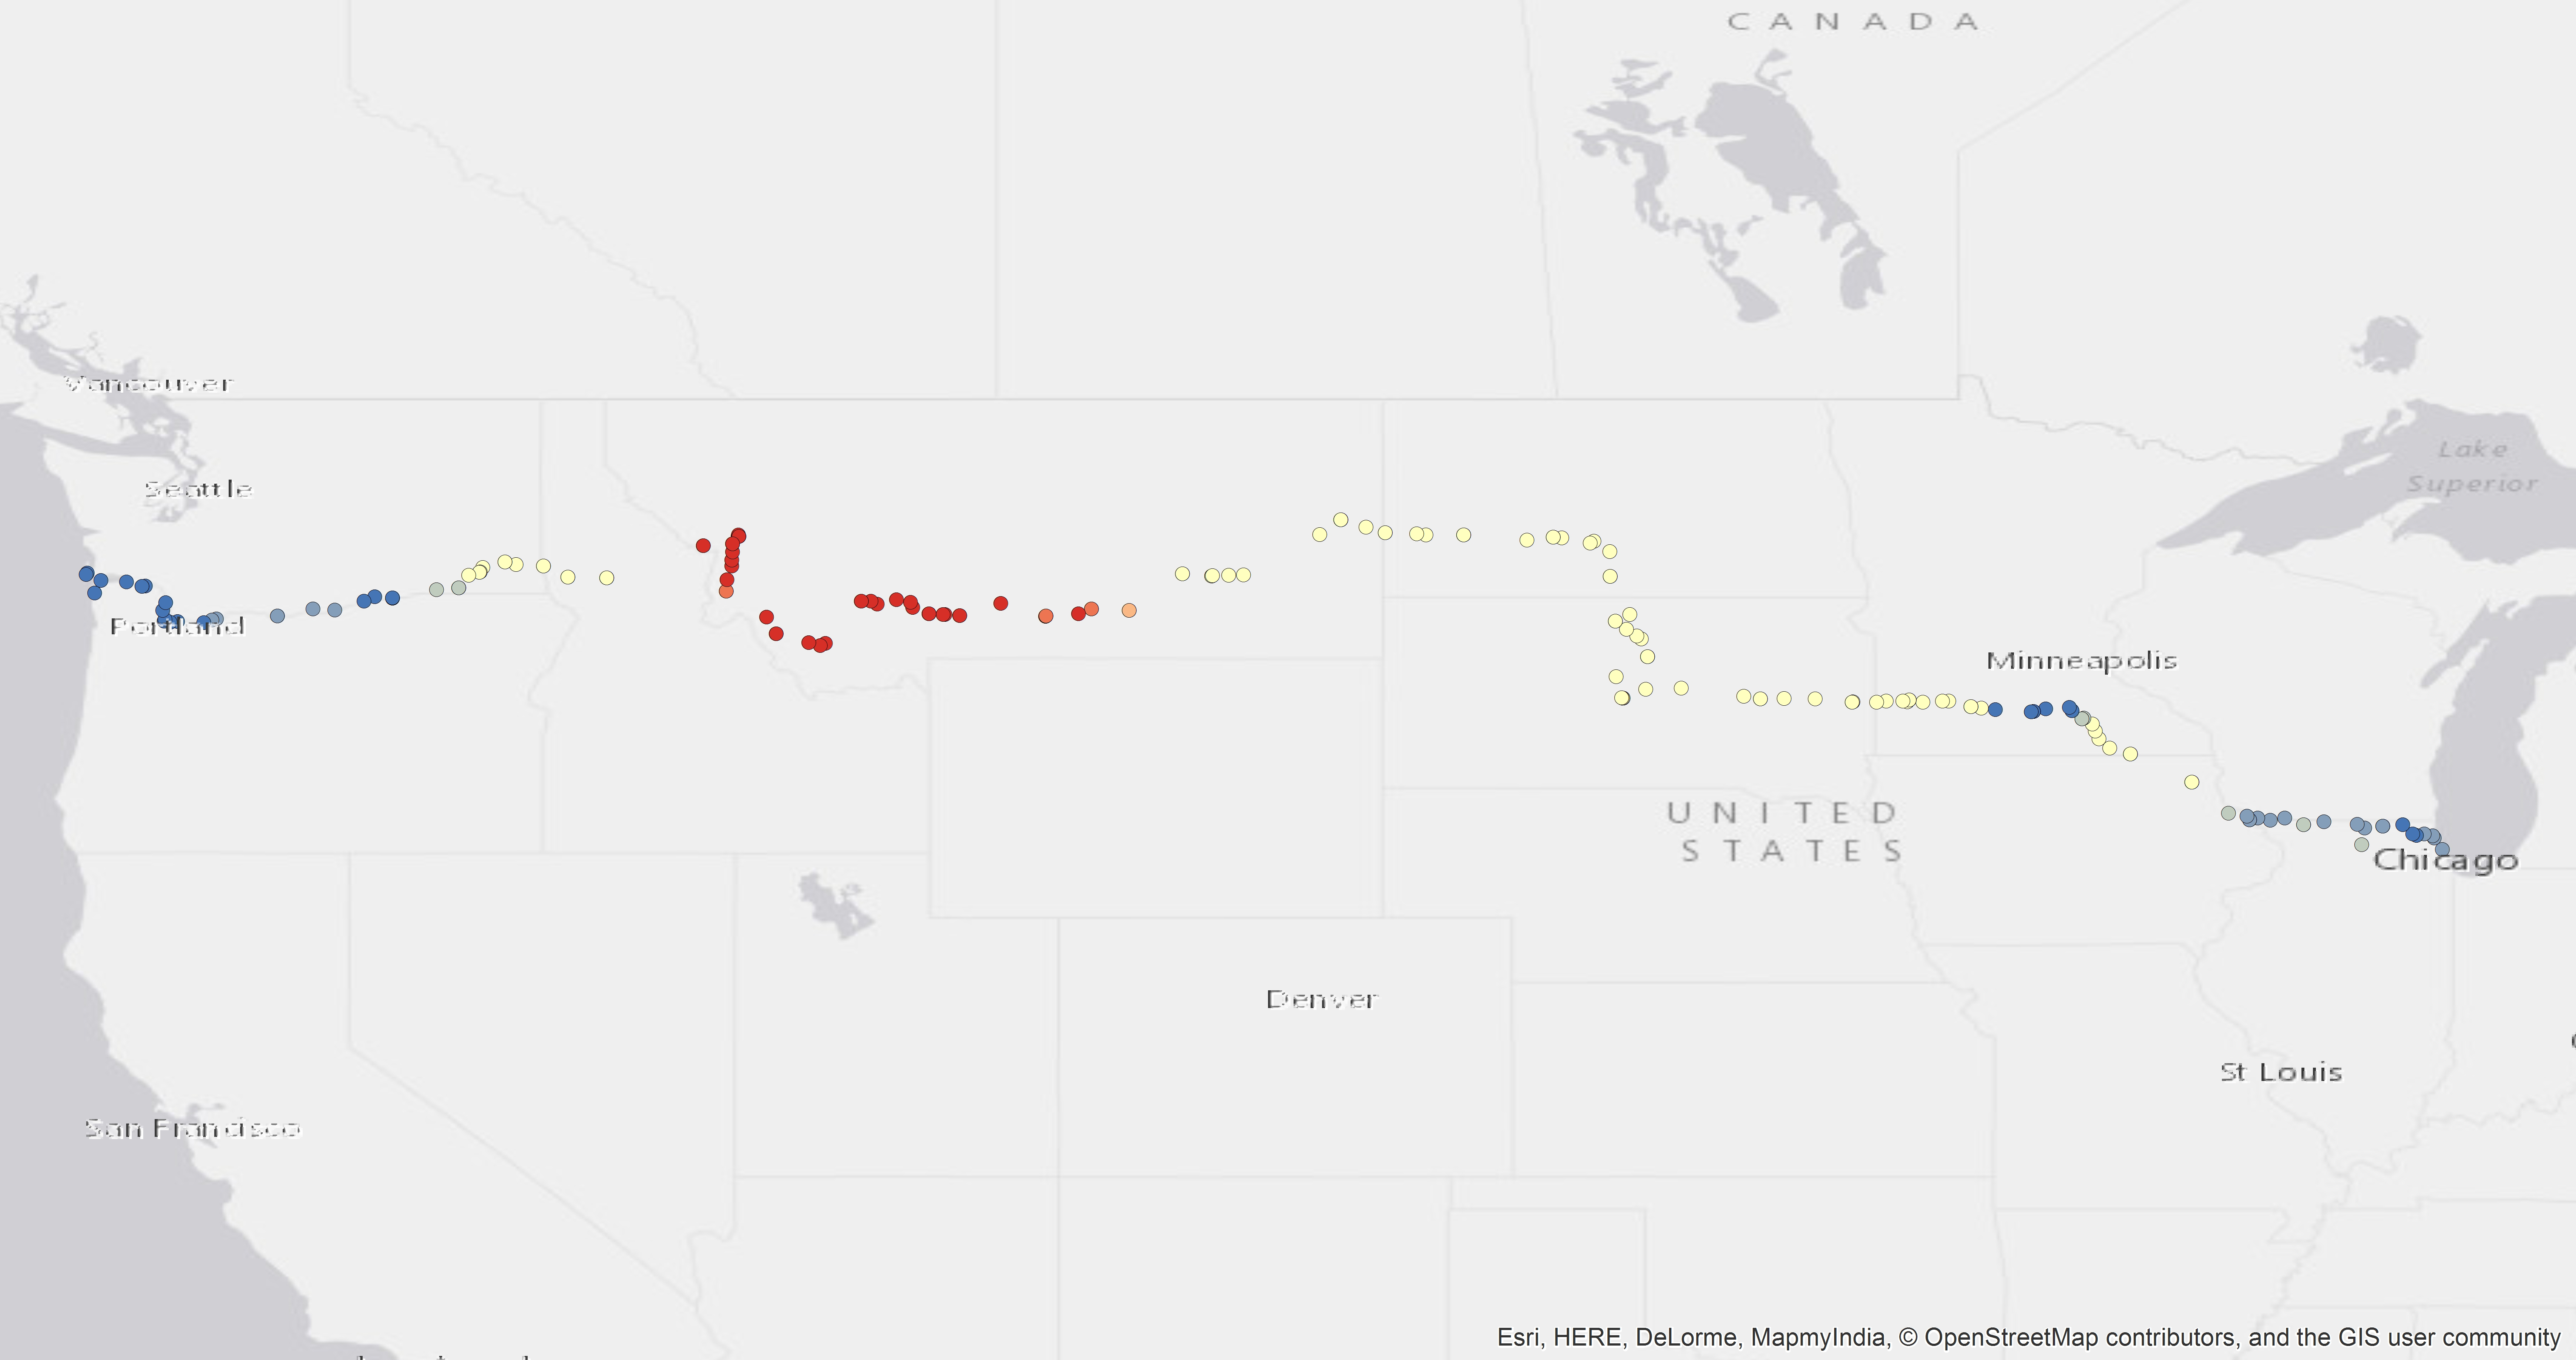 C A N A D A
Vancouver
Lake
Superior
Seattle
Portland
Minneapolis
UNITED
STATES
Chicago
Denver
St Louis
San Francisco
Esri, HERE, DeLorme, MapmyIndia, © OpenStreetMap contributors, and the GIS user community